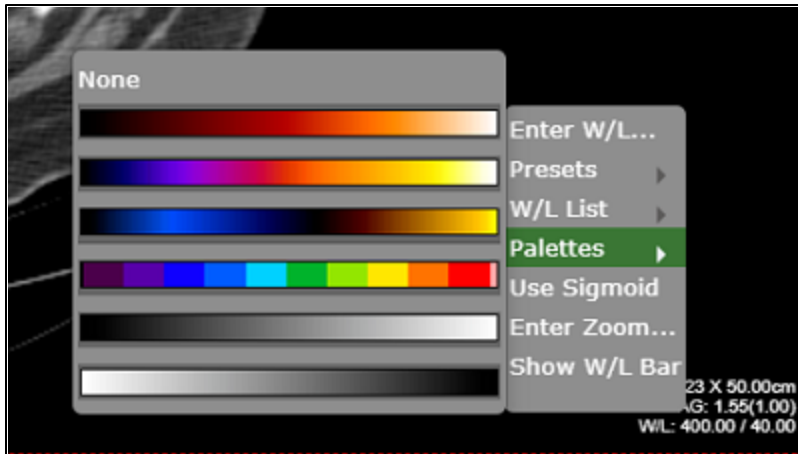 None
Enter W/L...
Presets
W/L List
Palettes
Use Sigmoid
Enter Zoom...
Show W/L Bar
23 X 50.00cm
AG: 1.55(1.00)
W/L: 400.00 / 40.00